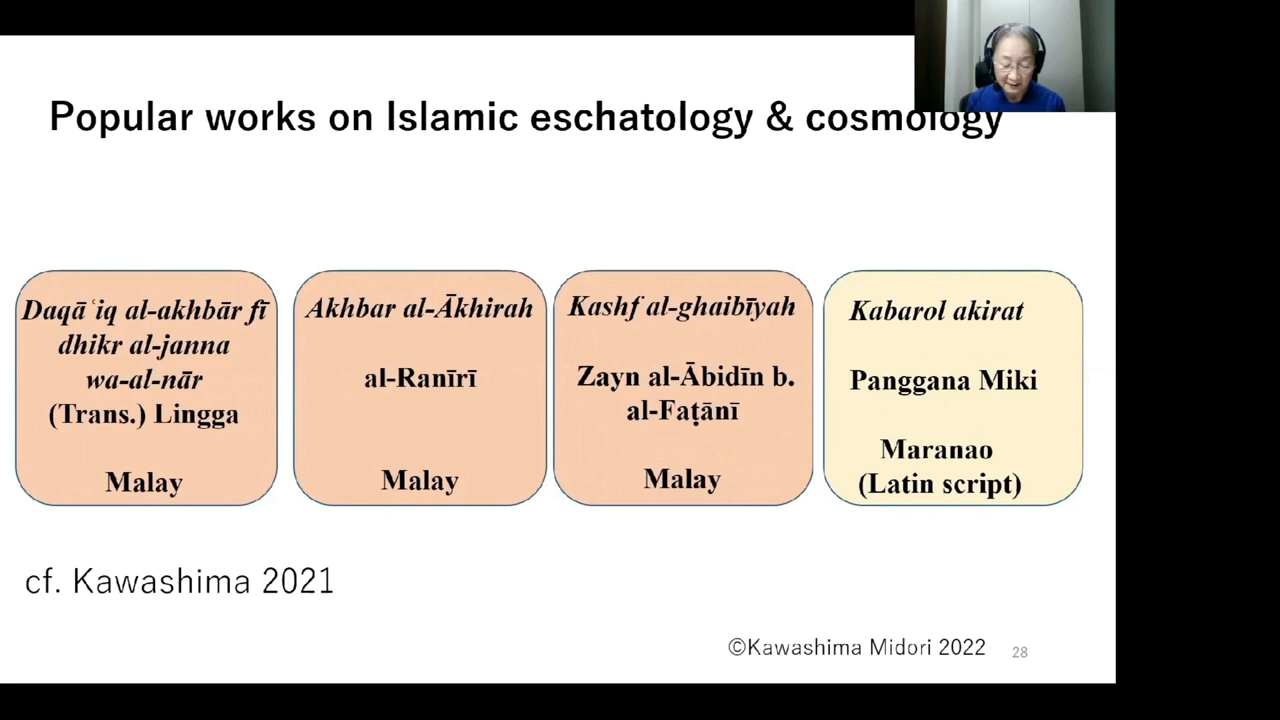 Popular works on Islamic eschatology & cosmology
Daqāʿiq al-akhbār fī
dhikr al-janna
wa-al-nār
(Trans.) Lingga
Malay
Akhbar al-Ākhirah
al-Ranīrī
Malay
Kashf al-ghaibīyah
Zayn al-Ābidīn b.
al-Faṭānī
Malay
Kabarol akirat
Panggana Miki
Maranao
(Latin script)
cf. Kawashima 2021
©Kawashima Midori 2022
28